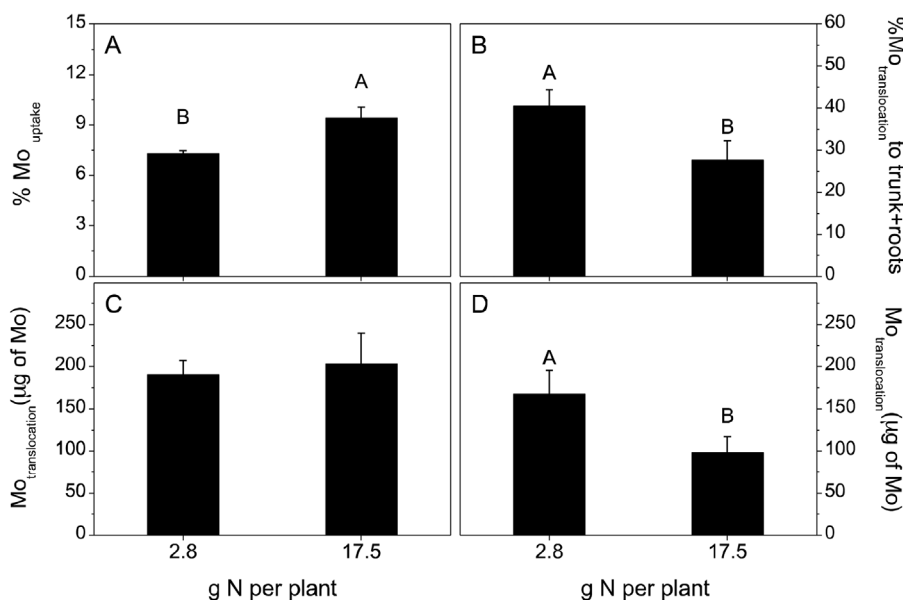 A
15
12
9
6
3
0
% Mo uptake
B
A
B
60
50
40
30
20
10
0
%Mo translocation to trunk+roots
A
B
C
250
200
150
100
50
0
Mo translocation (μg of Mo)
2.8
17.5
g N per plant
D
250
200
150
100
50
0
Mo translocation (μg of Mo)
A
B
2.8
17.5
g N per plant